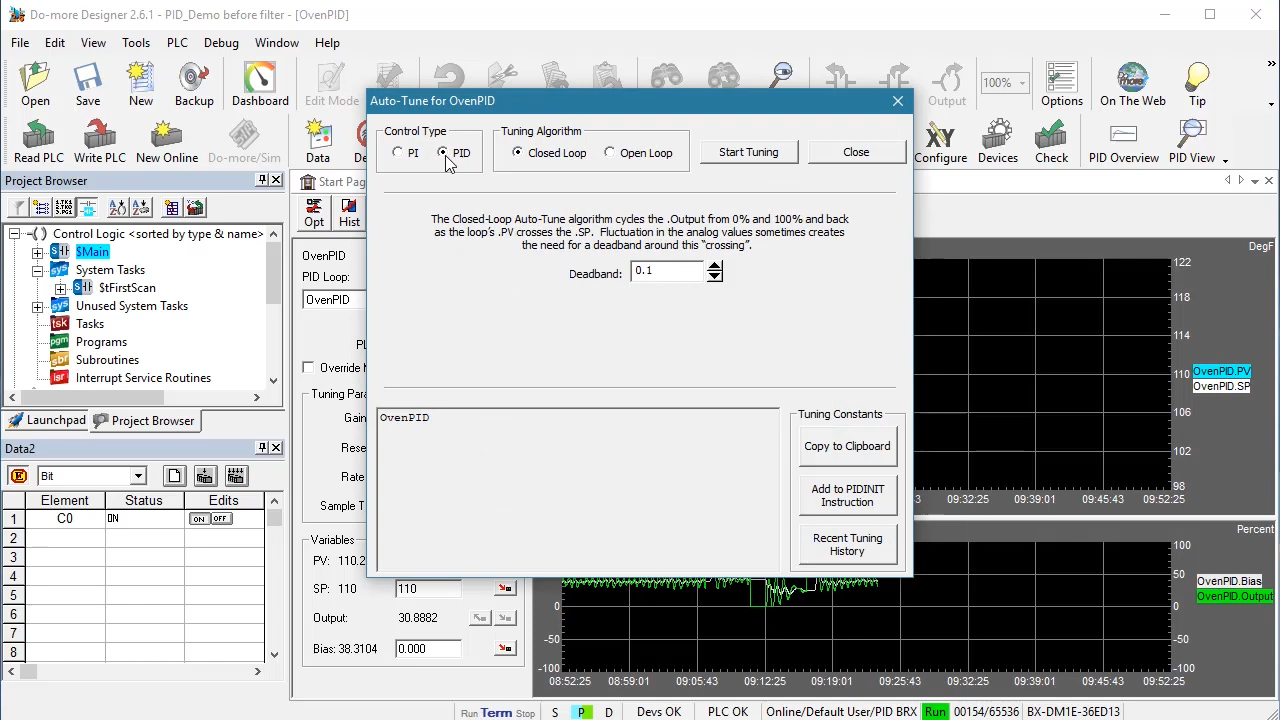 Do-more Designer 2.6.1 - PID_Demo before filter - [OvenPID]
File Edit View Tools PLC Debug Window Help
Open Save New Backup Dashboard Edit Mode Output 100% Options On The Web Tip
Read PLC Write PLC New Online Do-more/Sim Data Configure Devices Check PID Overview PID View
Auto-Tune for OvenPID
Control Type
PI PID
Tuning Algorithm
Closed Loop Open Loop
Start Tuning
Close
The Closed-Loop Auto-Tune algorithm cycles the .Output from 0% and 100% and back
as the loop's .PV crosses the .SP. Fluctuation in the analog values sometimes creates
the need for a deadband around this "crossing".
Deadband: 0.1
OvenPID
Tuning Constants
Copy to Clipboard
Add to PIDINIT
Instruction
Recent Tuning
History
Project Browser
Control Logic <sorted by type & name>
$Main
System Tasks
$tFirstScan
Unused System Tasks
Tasks
Programs
Subroutines
Interrupt Service Routines
Launchpad Project Browser
Data2
Bit
Element Status Edits
1 C0 ON ON OFF
2
3
4
5
6
7
8
Start Pag
Opt Hist
OvenPID
PID Loop:
OvenPID
Override
Tuning Para
Gai
Rese
Rate
Sample T
Variables
PV: 110.2
SP: 110 110
Output: 30.8882
Bias: 38.3104 0.000
DegF
122
118
114
110
106
102
98
OvenPID.PV
OvenPID.SP
3 09:32:25 09:39:01 09:45:43 09:52:25
Percent
100
50
0
-50
-100
OvenPID.Bias
OvenPID.Output
0
-50
-100
08:52:25 08:59:01 09:05:43 09:12:25 09:19:01 09:25:43 09:32:25 09:39:01 09:45:43 09:52:25
Run Term Stop S P D Devs OK PLC OK Online/Default User/PID BRX Run 00154/65536 BX-DM1E-36ED13